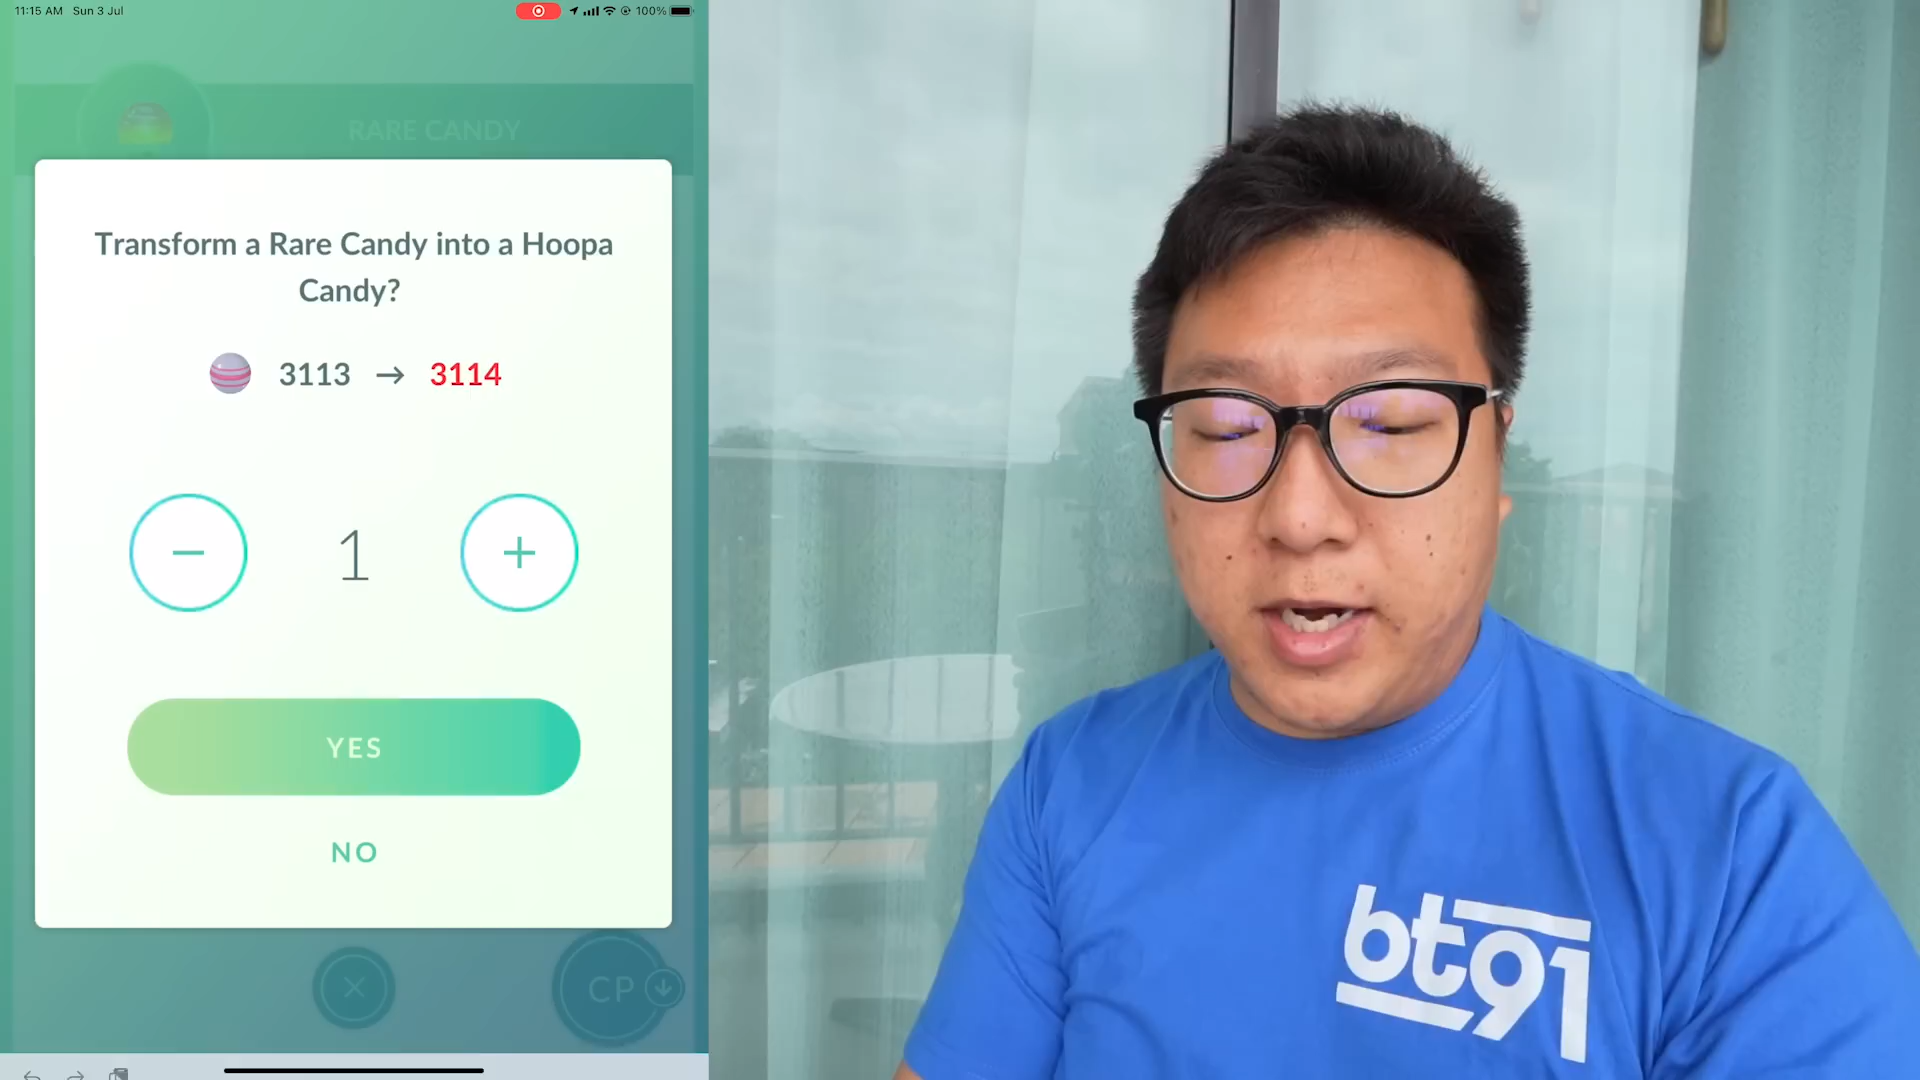 11:15 AM Sun 3 Jul
100%
RARE CANDY
Transform a Rare Candy into a Hoopa
Candy?
3113 → 3114
− 1 +
YES
NO
CP
bt91